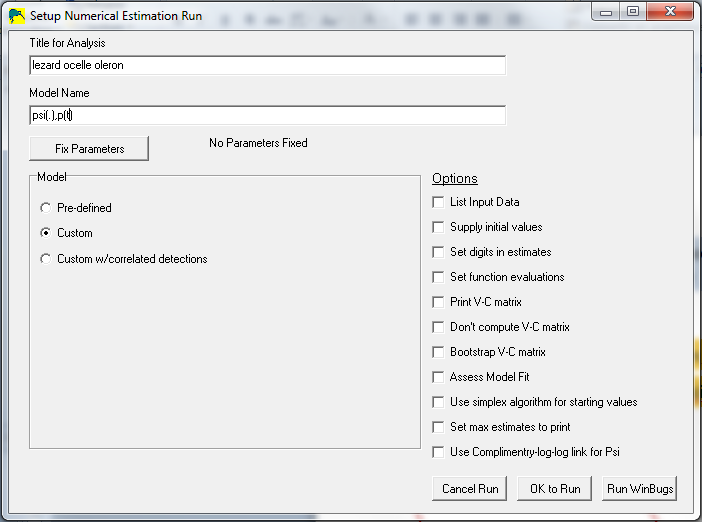 Setup Numerical Estimation Run
Title for Analysis
lezard ocelle oleron
Model Name
psi(.),p(t)
Fix Parameters
No Parameters Fixed
Model
Pre-defined
Custom
Custom w/correlated detections
Options
List Input Data
Supply initial values
Set digits in estimates
Set function evaluations
Print V-C matrix
Don't compute V-C matrix
Bootstrap V-C matrix
Assess Model Fit
Use simplex algorithm for starting values
Set max estimates to print
Use Complimentry-log-log link for Psi
Cancel Run
OK to Run
Run WinBugs